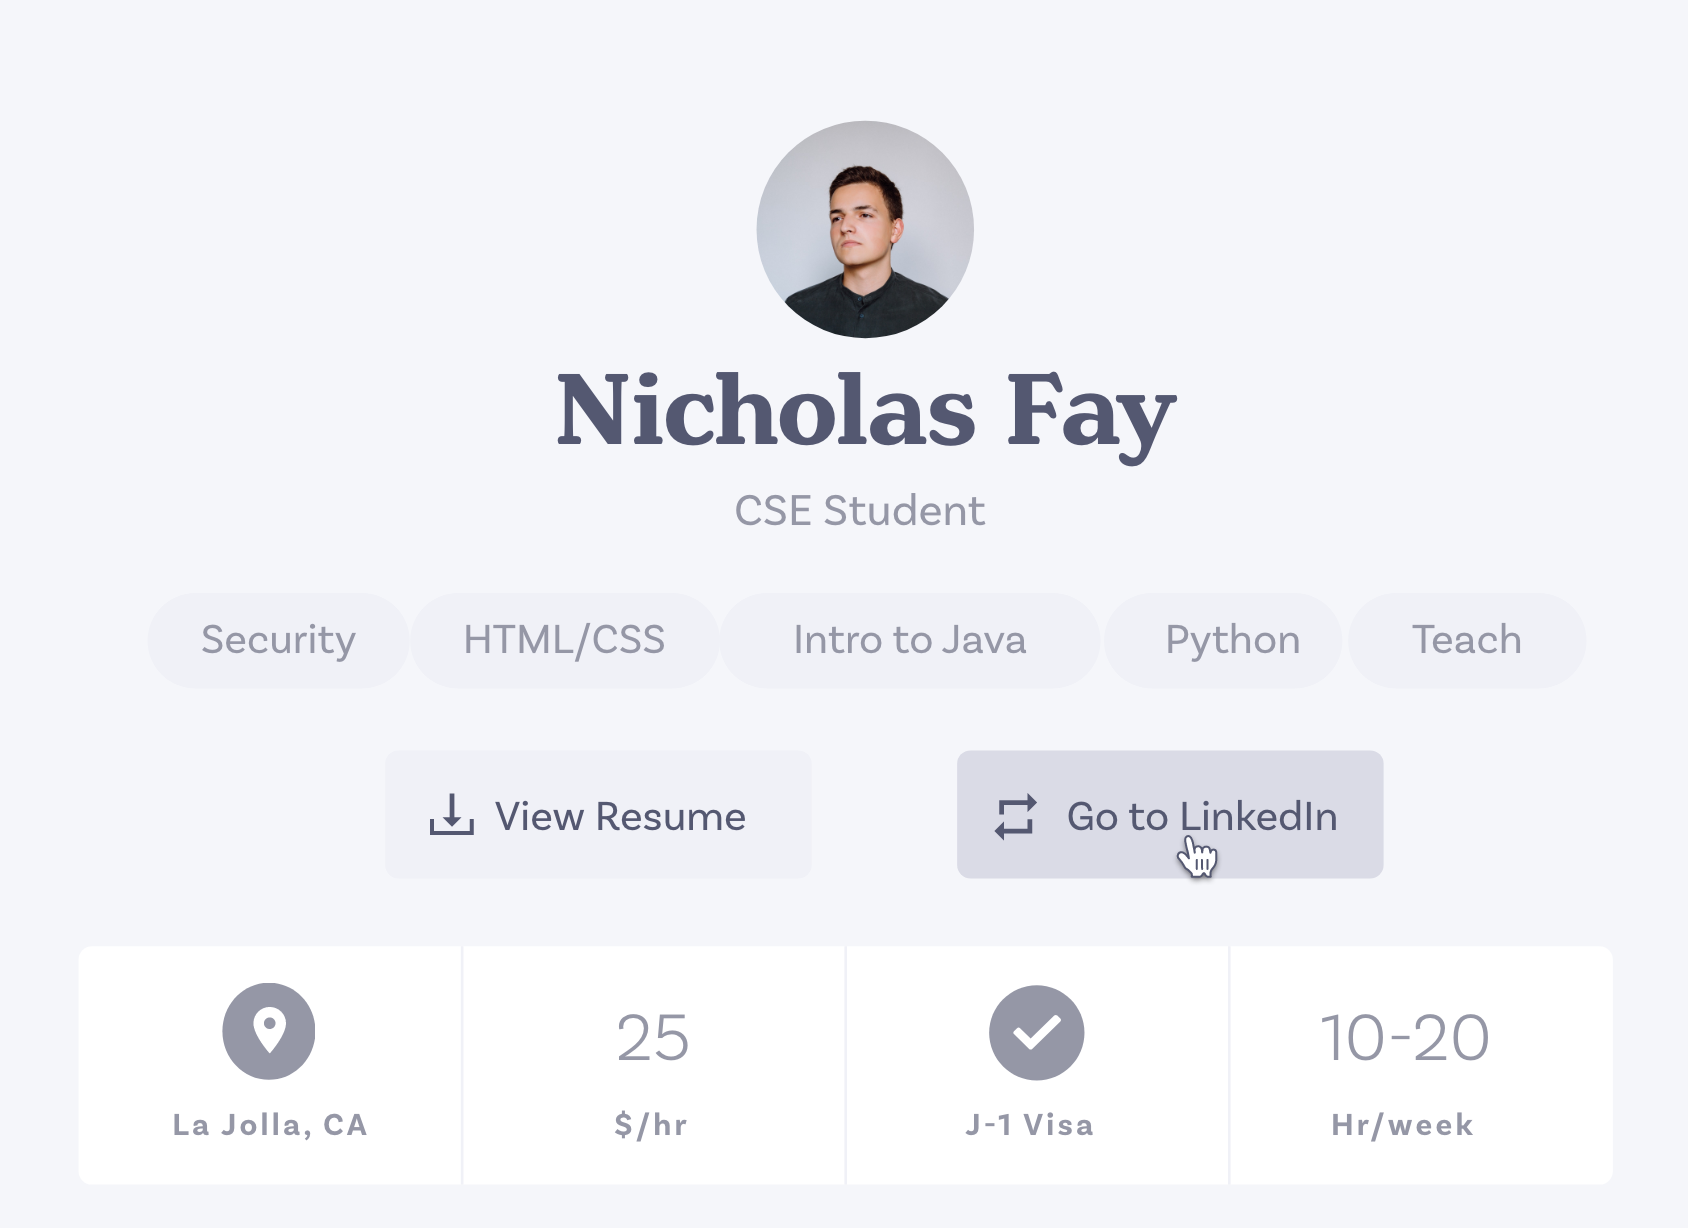 Nicholas Fay
CSE Student
Security HTML/CSS Intro to Java Python Teach
View Resume Go to LinkedIn
25 10-20
La Jolla, CA $/hr J-1 Visa Hr/week